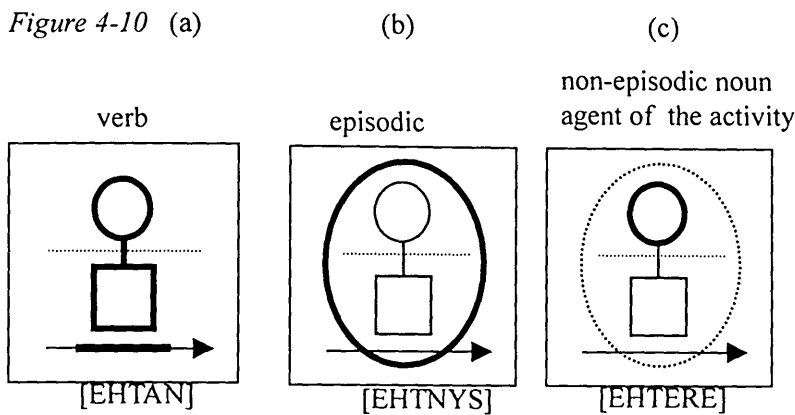 Figure 4-10 (a) (b) (c)
verb
episodic
non-episodic noun
agent of the activity
[EHTAN]
[EHTNYS]
[EHTERE]